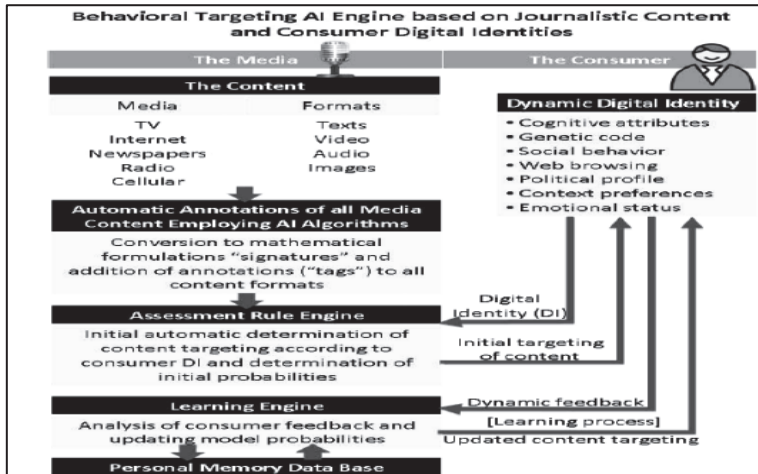 Behavioral Targeting AI Engine based on Journalistic Content
and Consumer Digital Identities
The Media
The Consumer
The Content
Media
Formats
TV
Texts
Internet
Video
Newspapers
Audio
Radio
Images
Cellular
Dynamic Digital Identity
• Cognitive attributes
• Genetic code
• Social behavior
• Web browsing
• Political profile
• Context preferences
• Emotional status
Automatic Annotations of all Media
Content Employing AI Algorithms
Conversion to mathematical
formulations “signatures” and
addition of annotations (“tags”) to all
content formats
Digital
Identity (DI)
Assessment Rule Engine
Initial automatic determination of
content targeting according to
consumer DI and determination of
initial probabilities
Initial targeting
of content
Learning Engine
Analysis of consumer feedback and
updating model probabilities
Dynamic feedback
[Learning process]
Updated content targeting
Personal Memory Data Base